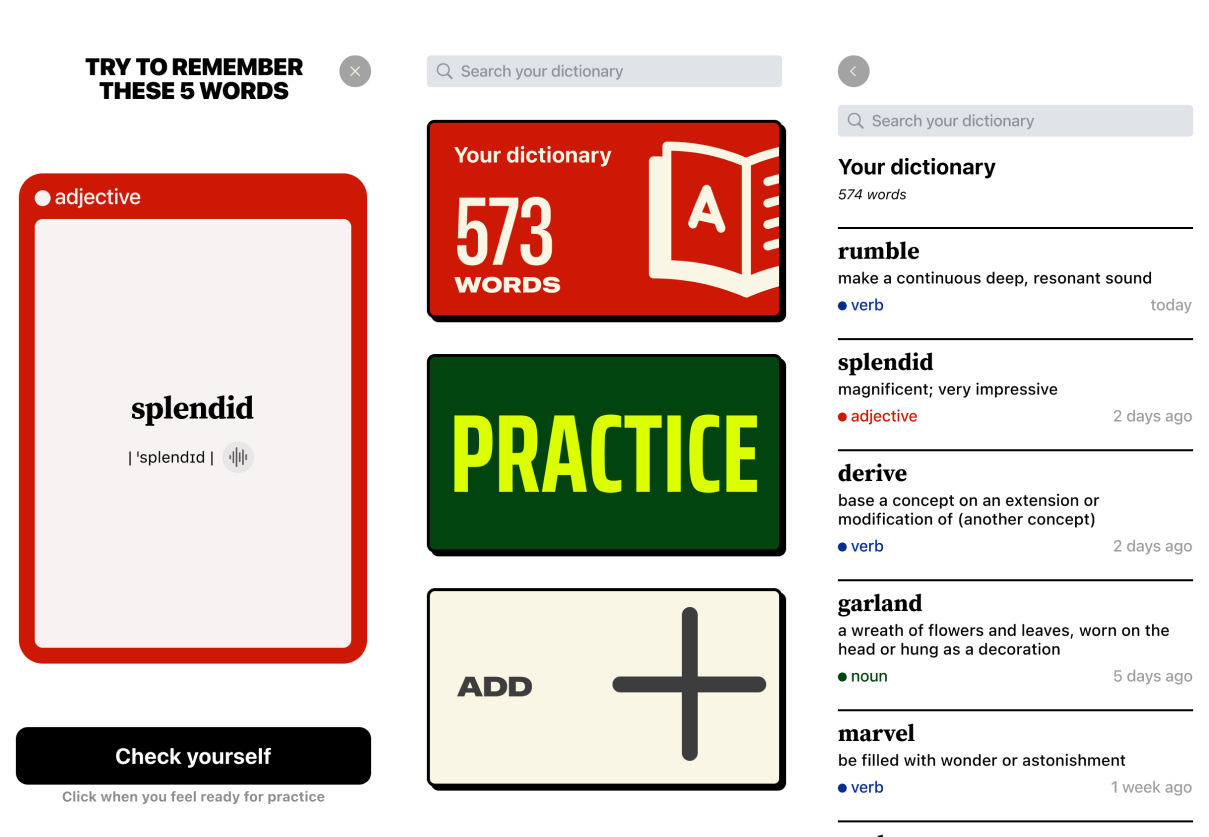 TRY TO REMEMBER
THESE 5 WORDS
adjective
splendid
| 'splendɪd |
Check yourself
Click when you feel ready for practice
Search your dictionary
Your dictionary
573
WORDS
A
PRACTICE
ADD
Search your dictionary
Your dictionary
574 words
rumble
make a continuous deep, resonant sound
verb
today
splendid
magnificent; very impressive
adjective
2 days ago
derive
base a concept on an extension or
modification of (another concept)
verb
2 days ago
garland
a wreath of flowers and leaves, worn on the
head or hung as a decoration
noun
5 days ago
marvel
be filled with wonder or astonishment
verb
1 week ago